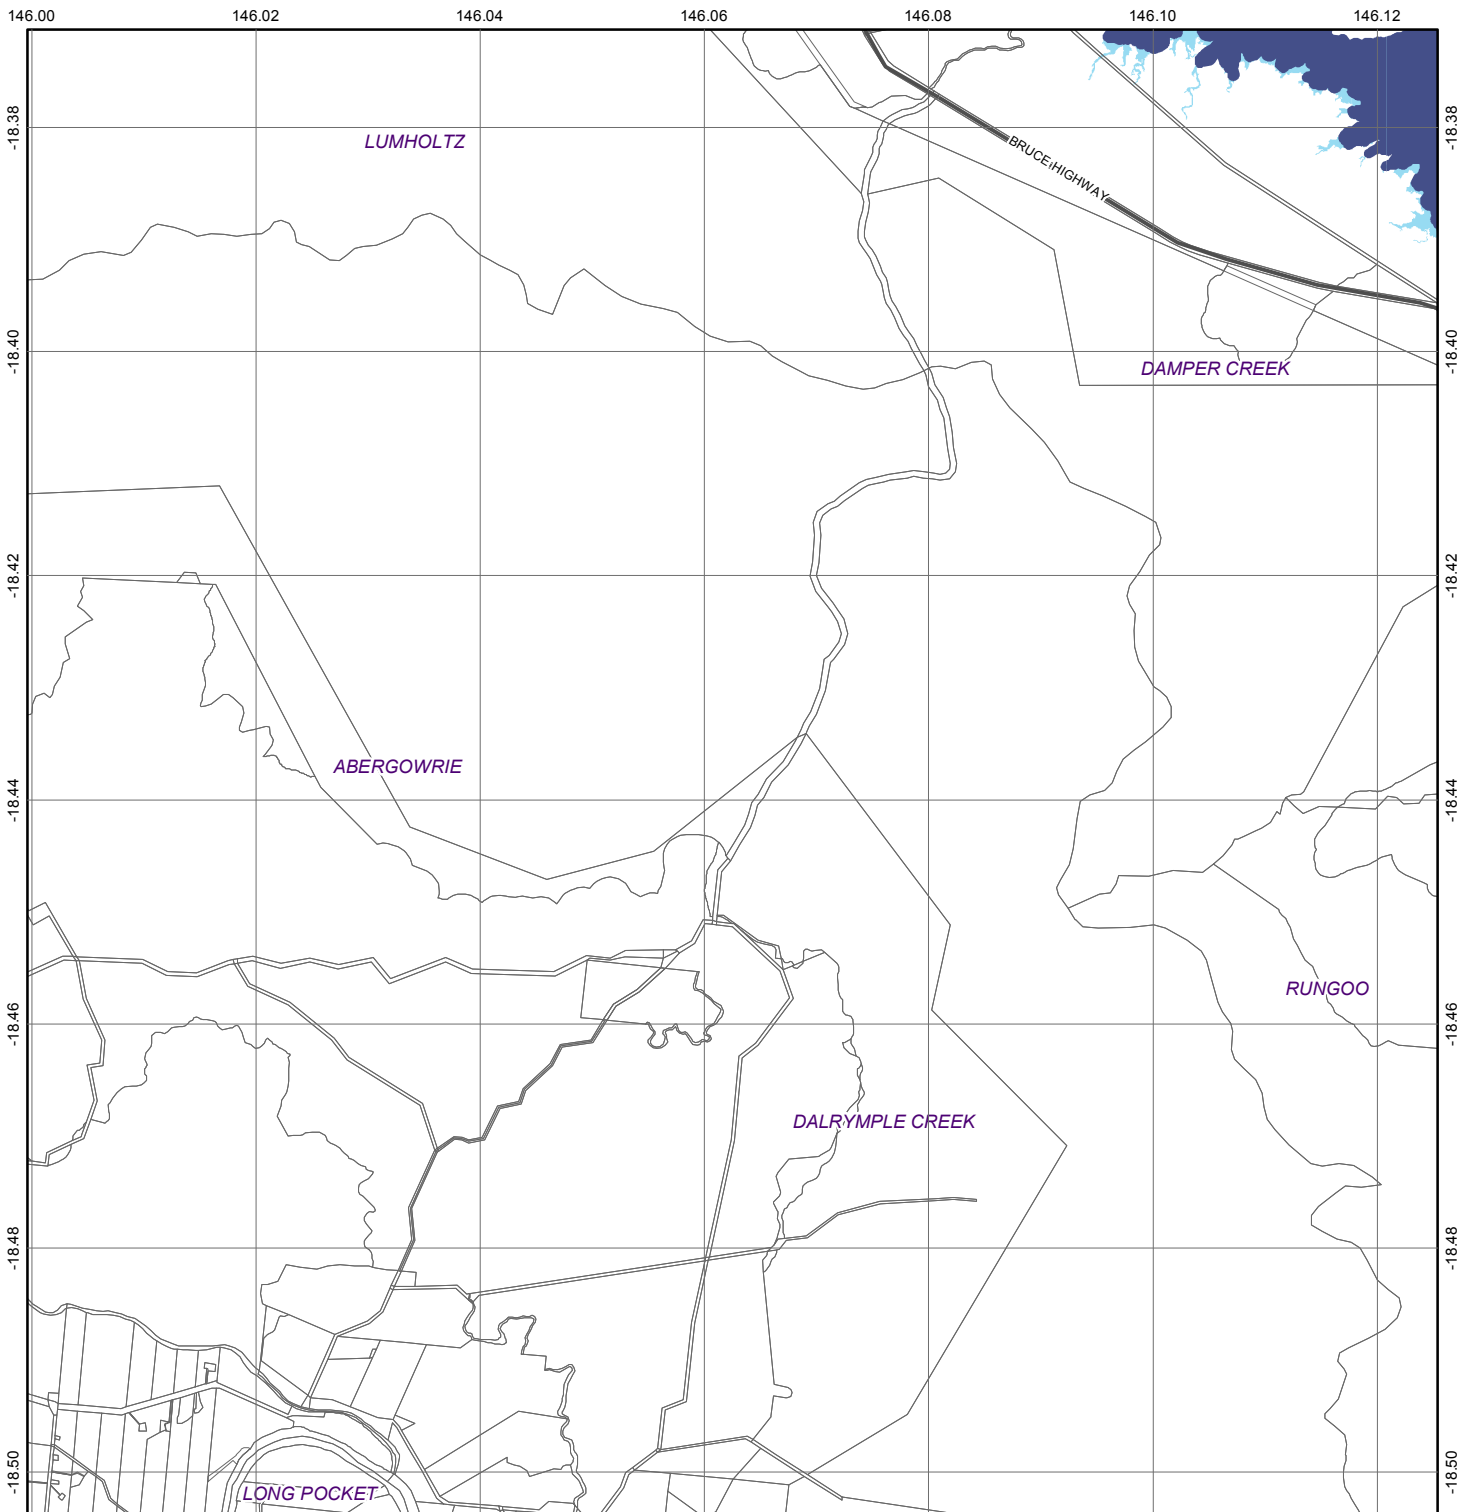 146.00 146.02 146.04 146.06 146.08 146.10 146.12
-18.38 -18.38
LUMHOLTZ
BRUCE HIGHWAY
-18.40 -18.40
DAMPER CREEK
-18.42 -18.42
ABERGOWRIE
-18.44 -18.44
RUNGOO
-18.46 -18.46
DALRYMPLE CREEK
-18.48 -18.48
-18.50 -18.50
LONG POCKET